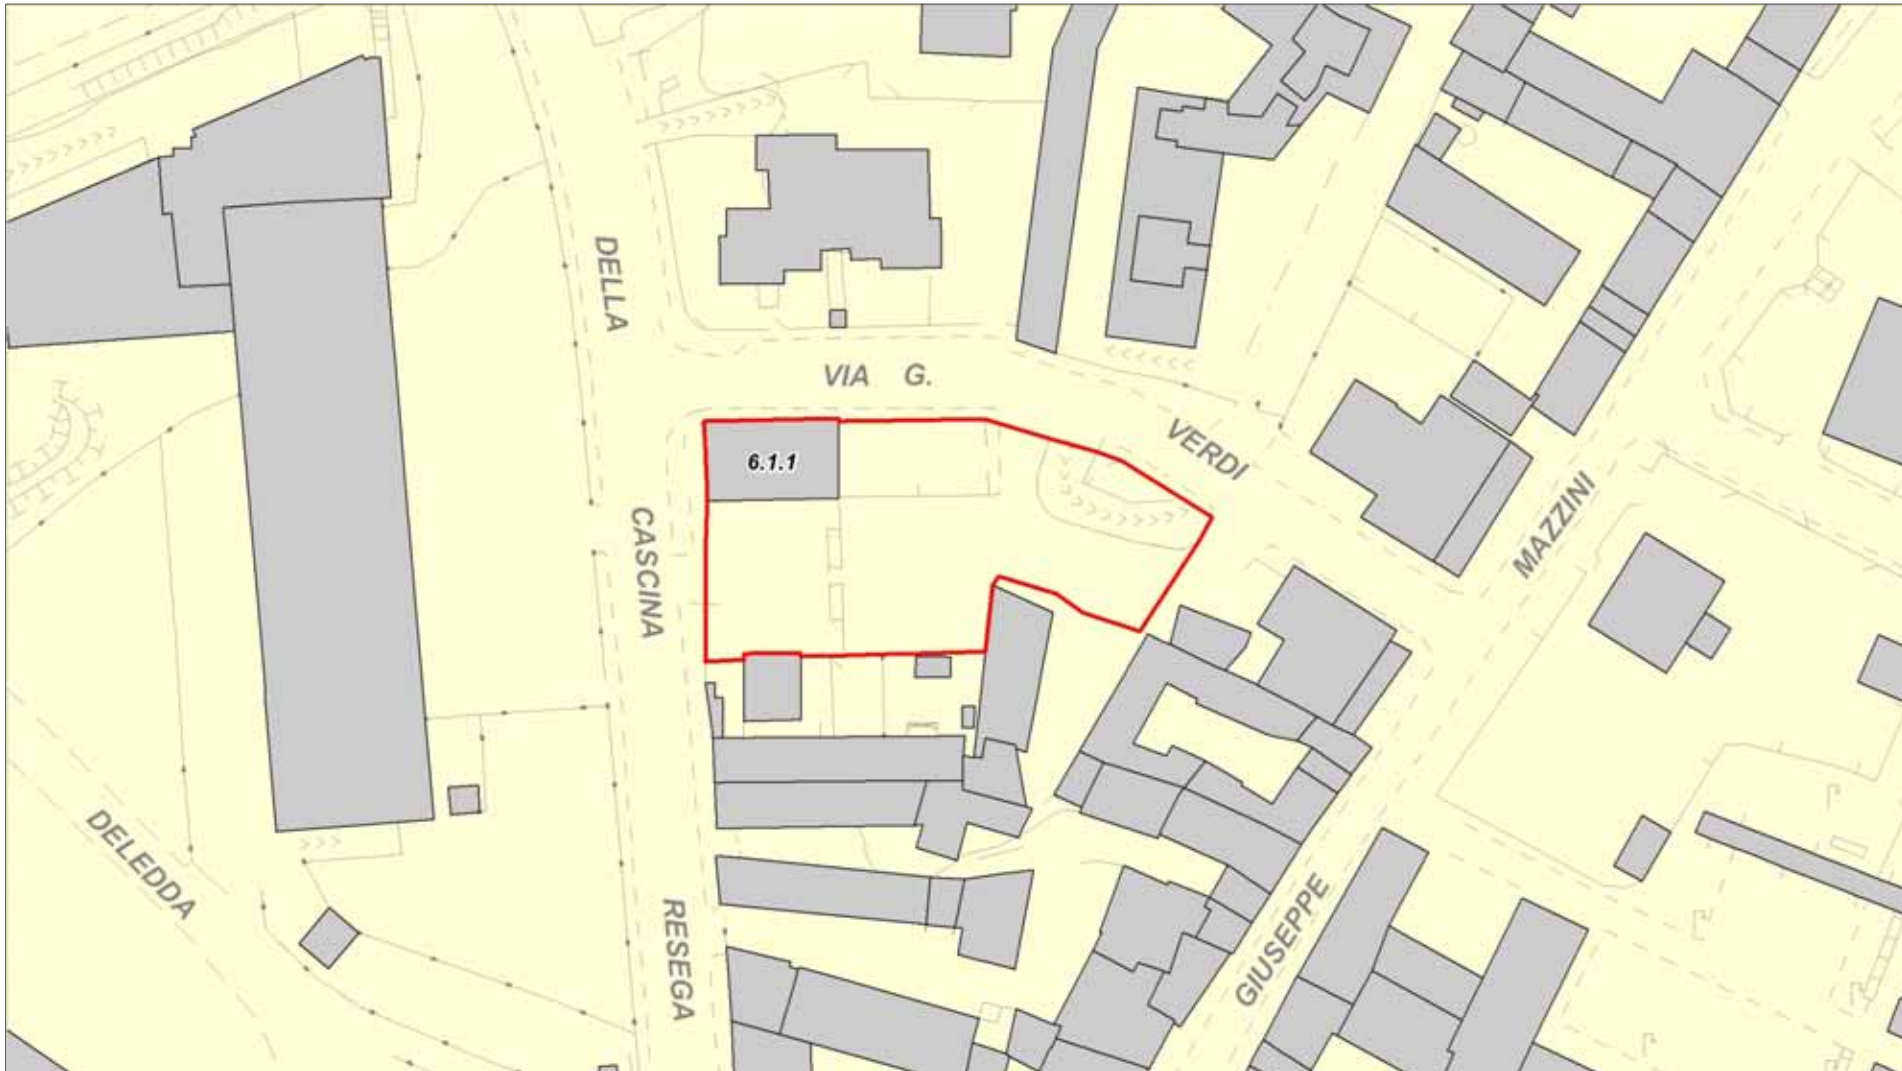 DELLA
VIA G.
VERDI
6.1.1
CASCINA
MAZZINI
DELEDDA
RESEGA
GIUSEPPE